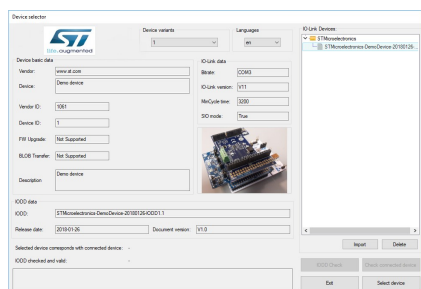 Device selector
ST
life.augmented
Device variants
1
Languages
en
IO-Link Devices
STMicroelectronics
STMicroelectronics-DemoDevice-20180126-...
Device basic data
Vendor: www.st.com
Device: Demo device
Vendor ID: 1061
Device ID: 1
FW Upgrade: Not Supported
BLOB Transfer: Not Supported
Description: Demo device
IO-Link data
Bitrate: COM3
IO-Link version: V11
MinCycle time: 3200
SIO mode: True
IODD data
IODD: STMicroelectronics-DemoDevice-20180126-IODD1.1
Release date: 2018-01-26
Document version: V1.0
Selected device corresponds with connected device: -
IODD checked and valid: -
Import
Delete
IODD Check
Check connected device
Exit
Select device